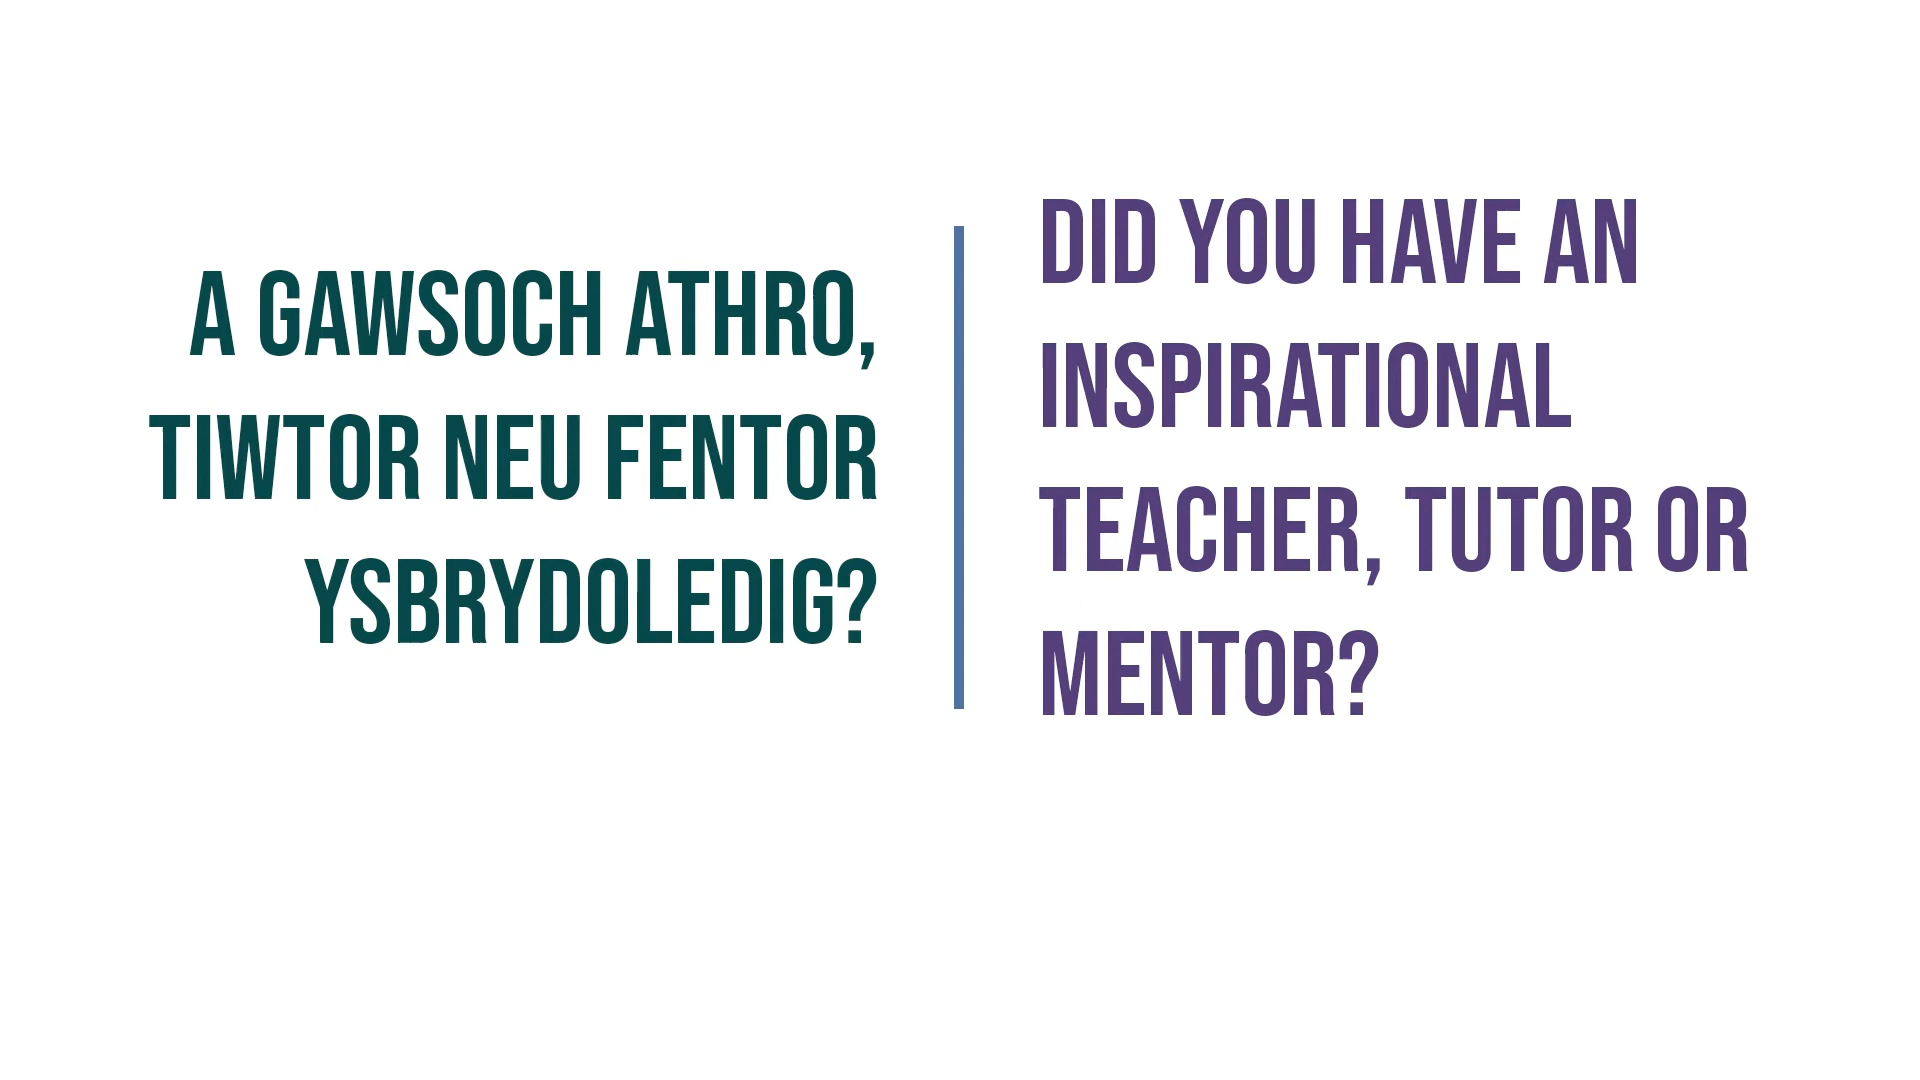 A GAWSOCH ATHRO,
TIWTOR NEU FENTOR
YSBRYDOLEDIG?
DID YOU HAVE AN
INSPIRATIONAL
TEACHER, TUTOR OR
MENTOR?